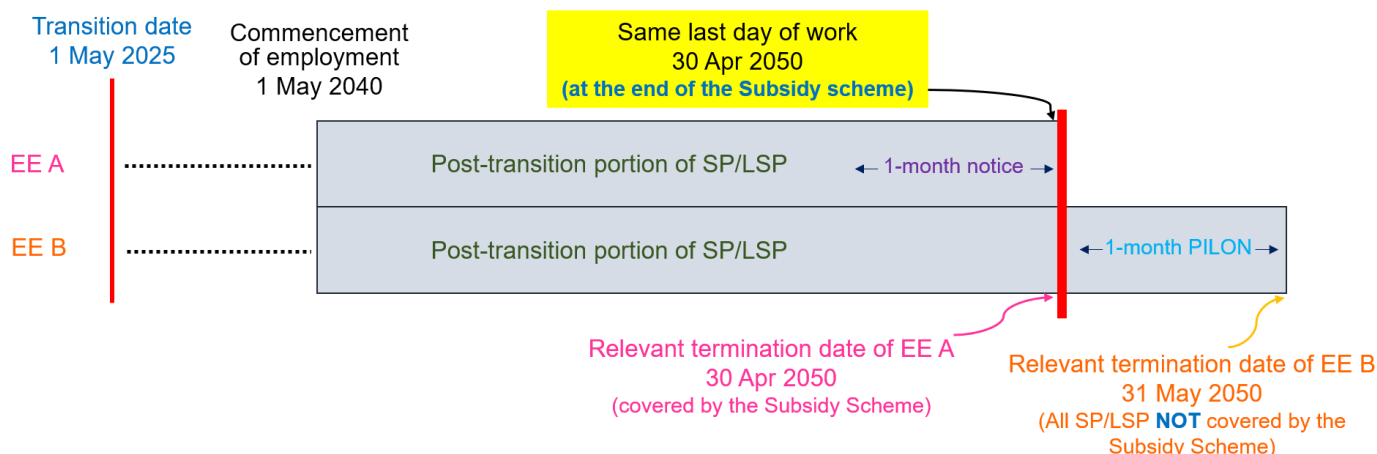 Transition date
1 May 2025
Commencement
of employment
1 May 2040
Same last day of work
30 Apr 2050
(at the end of the Subsidy scheme)
EE A
Post-transition portion of SP/LSP
1-month notice
EE B
Post-transition portion of SP/LSP
1-month PILON
Relevant termination date of EE A
30 Apr 2050
(covered by the Subsidy Scheme)
Relevant termination date of EE B
31 May 2050
(All SP/LSP NOT covered by the
Subsidy Scheme)